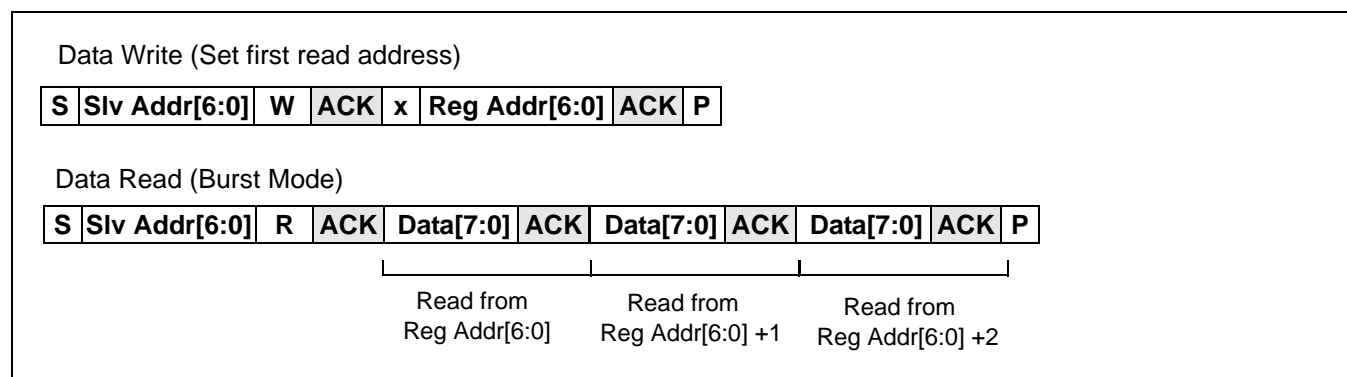 Data Write (Set first read address)
S Slv Addr[6:0] W ACK x Reg Addr[6:0] ACK P
Data Read (Burst Mode)
S Slv Addr[6:0] R ACK Data[7:0] ACK Data[7:0] ACK Data[7:0] ACK P
Read from Read from Read from
Reg Addr[6:0] Reg Addr[6:0] +1 Reg Addr[6:0] +2